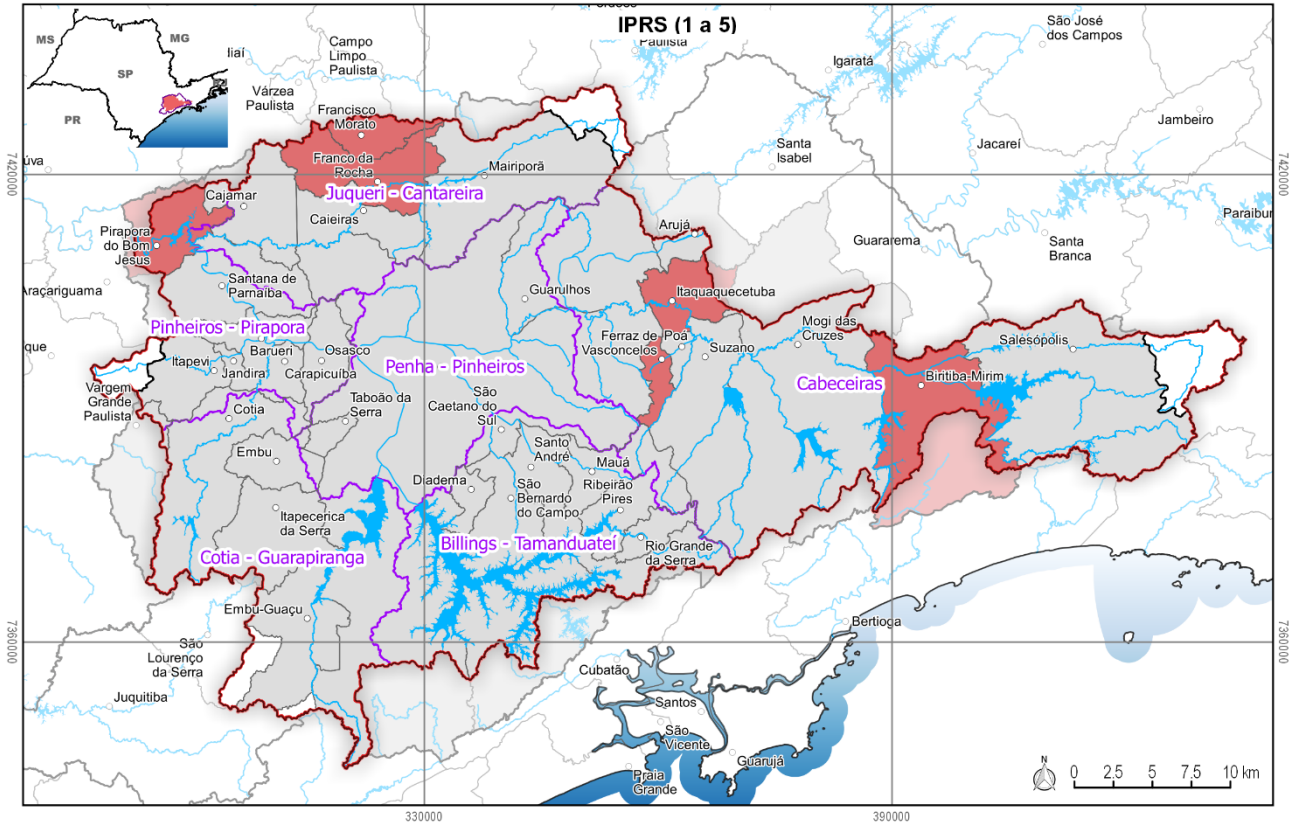 IPRS (1 a 5)
MS
MG
SP
PR
liaí
Campo
Limpo
Paulista
Várzea
Paulista
Francisco
Morato
Franco da
Rocha
Mairiporã
Juqueri - Cantareira
Cajamar
Caieiras
Pirapora
do Bom
Jesus
Paulista
São José
dos Campos
Igaratá
Jambeiro
Jacareí
Santa
Isabel
7420000
7420000
úva
Arujá
Guararema
Paraibun
Santa
Branca
Araçariguama
Santana de
Parnaíba
Guarulhos
Itaquaquecetuba
Pinheiros - Pirapora
que
Itapevi
Barueri
Jandira
Osasco
Carapicuíba
Penha - Pinheiros
Ferraz de
Vasconcelos
Poá
Suzano
Mogi das
Cruzes
Salesópolis
Biritiba-Mirim
Cabeceiras
Vargem
Grande
Paulista
Cotia
Taboão da
Serra
São
Caetano do
Sul
Embu
Santo
André
Mauá
Diadema
São
Bernardo
do Campo
Ribeirão
Pires
Itapecerica
da Serra
Cotia - Guarapiranga
Billings - Tamanduateí
Rio Grande
da Serra
Embu-Guaçu
São
Lourenço
da Serra
Juquitiba
Bertioga
7360000
7360000
Cubatão
Santos
São
Vicente
Guarujá
Praia
Grande
N
0 2.5 5 7.5 10 km
330000
390000